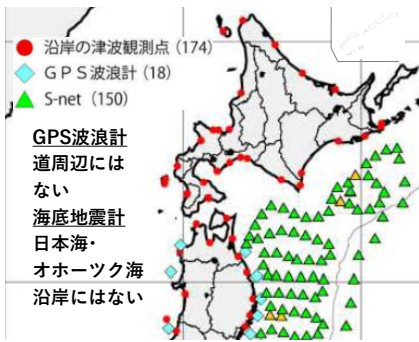 沿岸の津波観測点(174)
GPS波浪計(18)
S-net(150)
GPS波浪計
道周辺には
ない
海底地震計
日本海・
オホーツク海
沿岸にはない